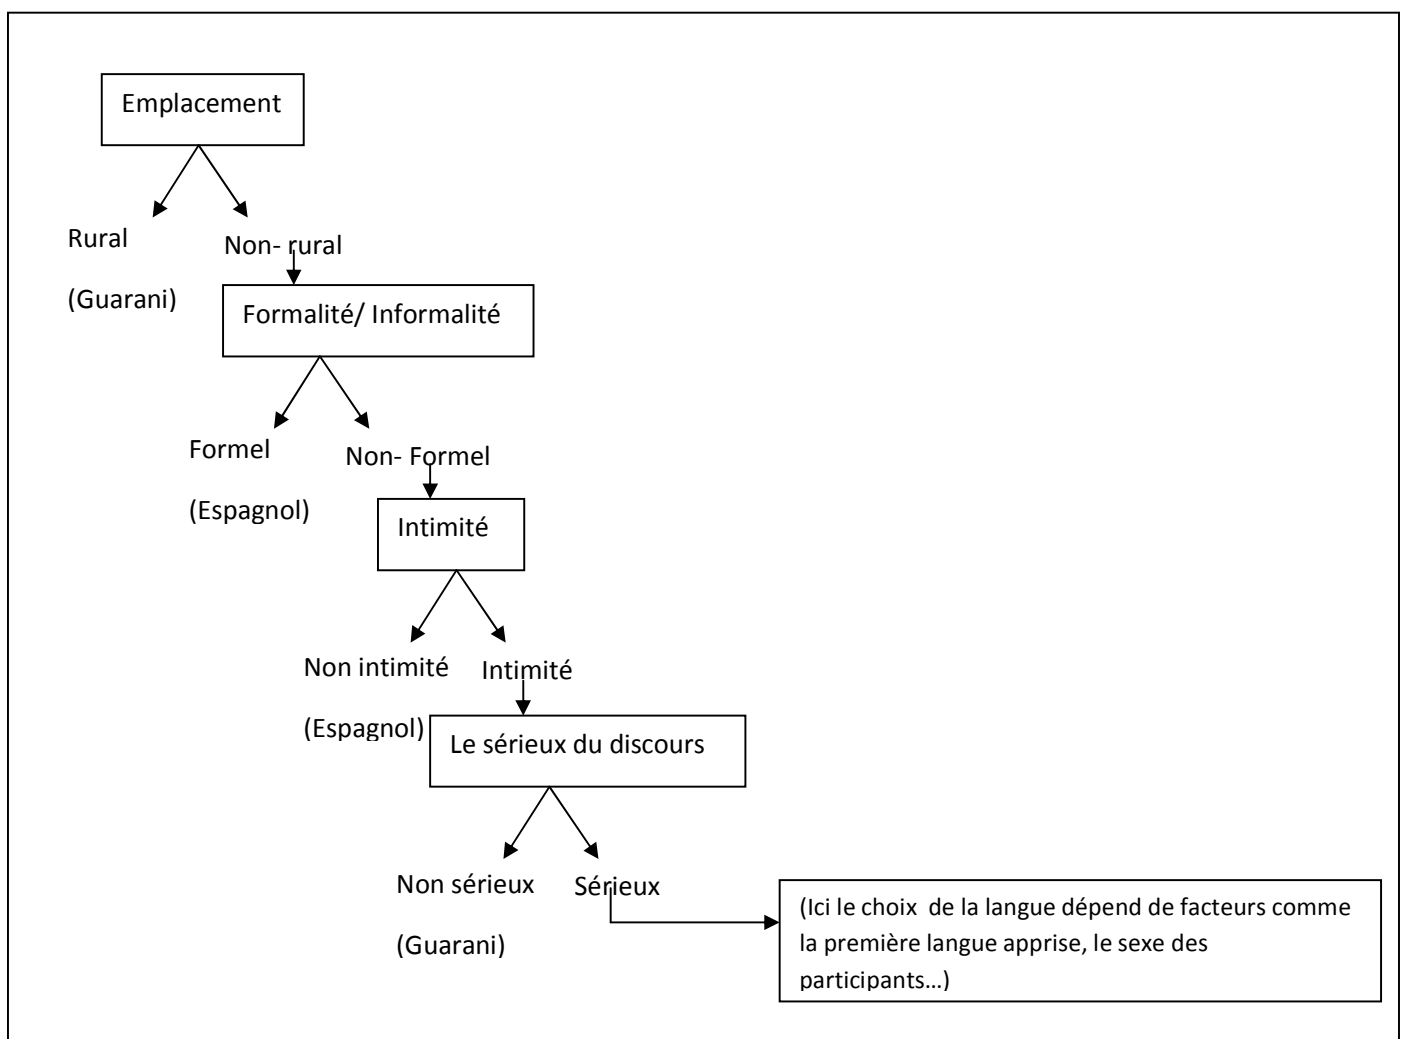 Emplacement
Rural
Non- rural
(Guarani)
Formalité/ Informalité
Formel
Non- Formel
(Espagnol)
Intimité
Non intimité
Intimité
(Espagnol)
Le sérieux du discours
Non sérieux
Sérieux
(Guarani)
(Ici le choix  de la langue dépend de facteurs comme
la première langue apprise, le sexe des
participants…)